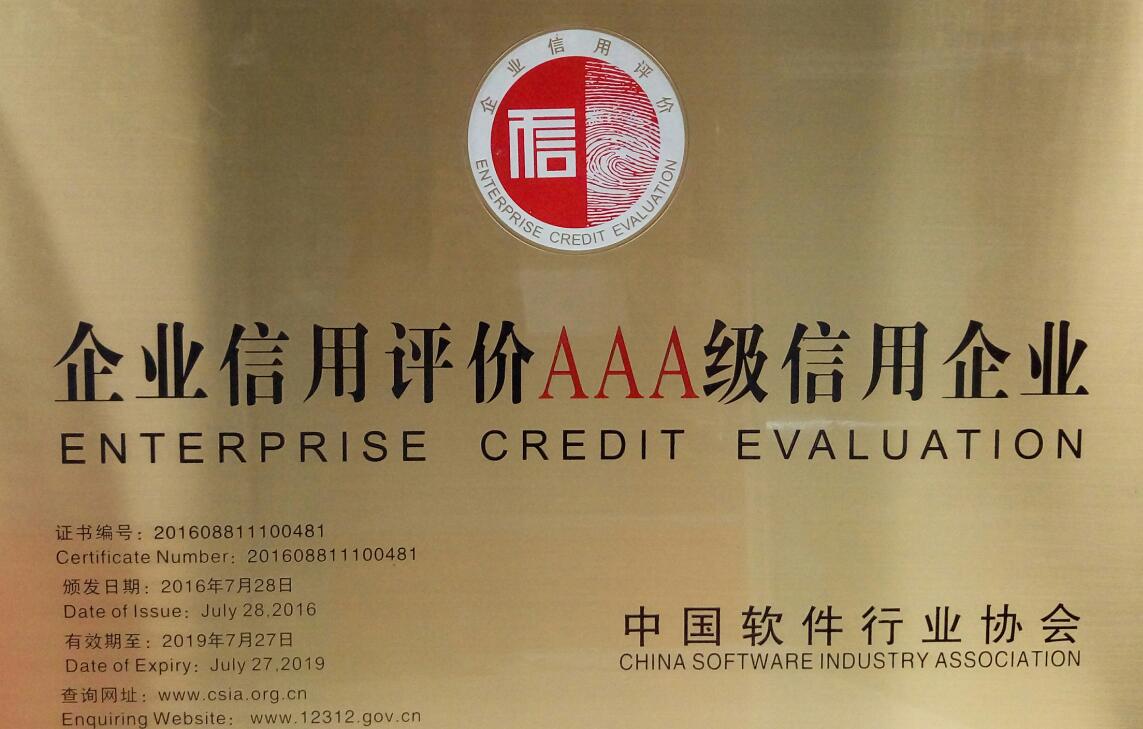 企业信用评价
信
ENTERPRISE CREDIT EVALUATION
企业信用评价AAA级信用企业
ENTERPRISE CREDIT EVALUATION
证书编号：201608811100481
Certificate Number：201608811100481
颁发日期：2016年7月28日
Date of Issue：July 28,2016
有效期至：2019年7月27日
Date of Expiry：July 27,2019
查询网址：www.csia.org.cn
Enquiring Website：www.12312.gov.cn
中国软件行业协会
CHINA SOFTWARE INDUSTRY ASSOCIATION